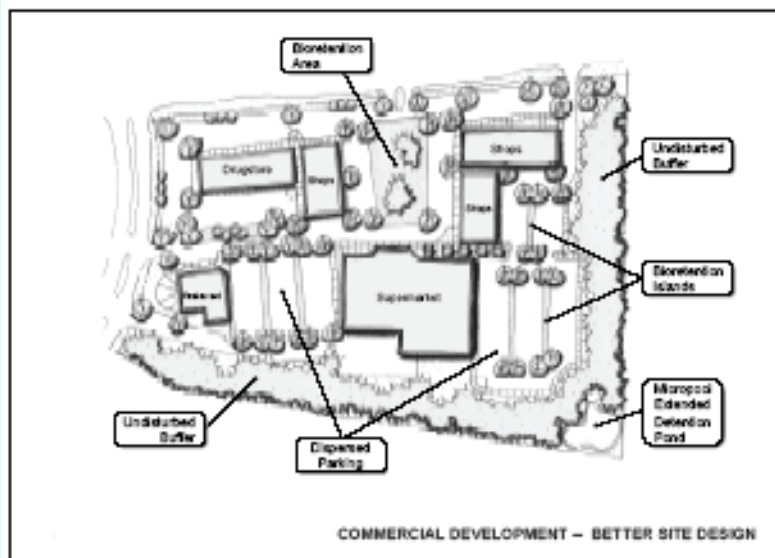 Bioretention
Area
Shops
Undisturbed
Buffer
Drugstore
Shops
Shops
Bioretention
Islands
Supermarket
Micropool
Extended
Detention
Pond
Undisturbed
Buffer
Dispersed
Parking
COMMERCIAL DEVELOPMENT – BETTER SITE DESIGN